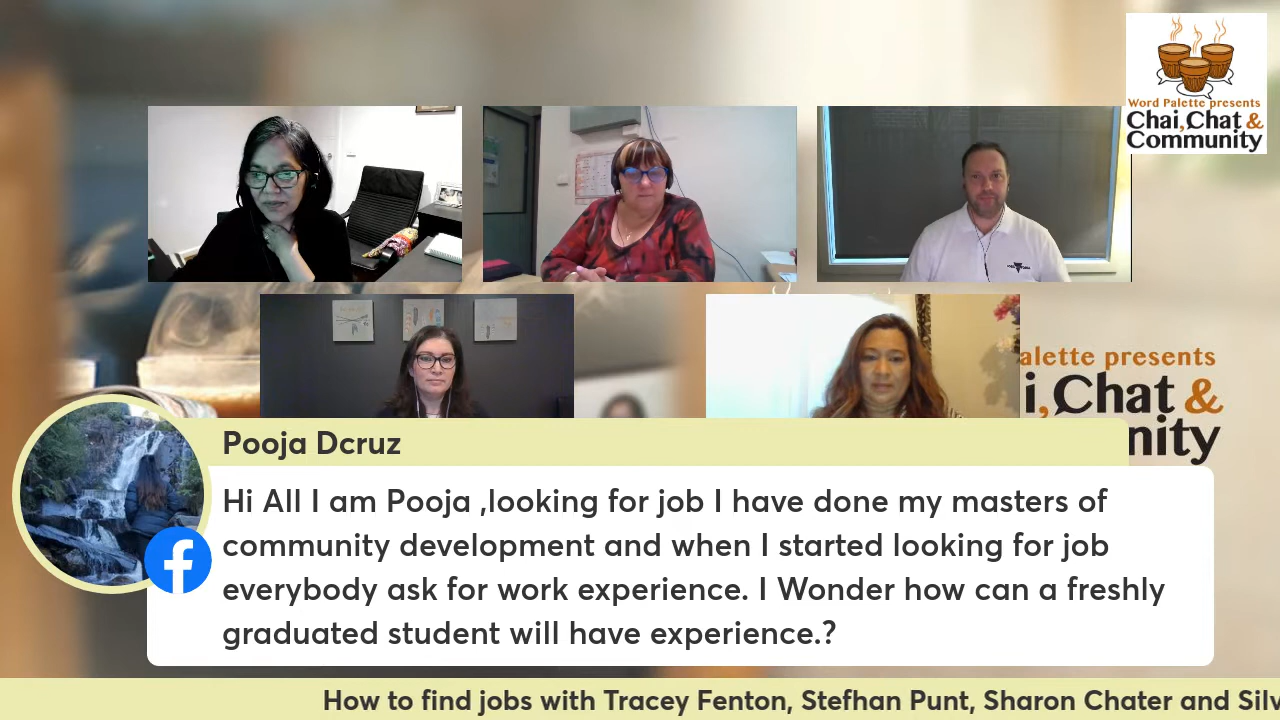 Word Palette presents
Chai, Chat &
Community
alette presents
i, Chat &
nity
Pooja Dcruz
Hi All I am Pooja ,looking for job I have done my masters of
community development and when I started looking for job
everybody ask for work experience. I Wonder how can a freshly
graduated student will have experience.?
How to find jobs with Tracey Fenton, Stefhan Punt, Sharon Chater and Silv